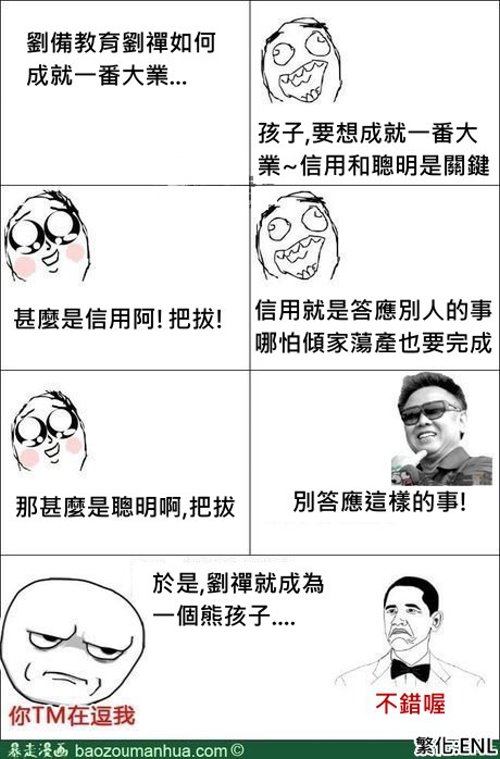 劉備教育劉禪如何
成就一番大業...
孩子,要想成就一番大
業~信用和聰明是關鍵
甚麼是信用阿! 把拔!
信用就是答應別人的事
哪怕傾家蕩產也要完成
那甚麼是聰明啊,把拔
別答應這樣的事!
於是,劉禪就成為
一個熊孩子....
你TM在逗我
不錯喔
暴走漫画 baozoumanhua.com ©
繁化:ENL